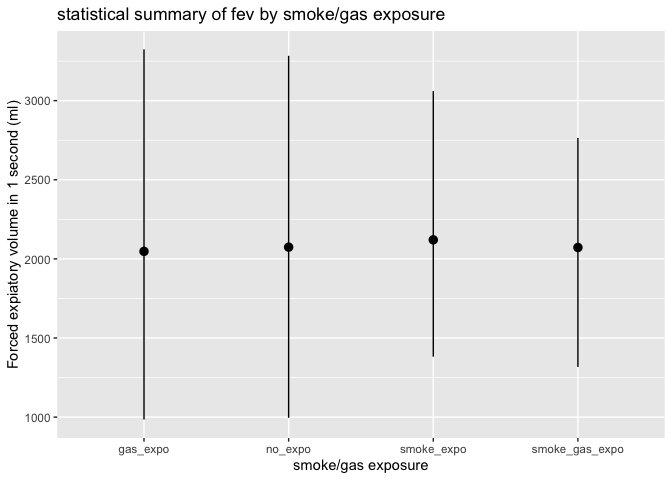 statistical summary of fev by smoke/gas exposure
Forced expiatory volume in 1 second (ml)
3000
2500
2000
1500
1000
gas_expo
no_expo
smoke_expo
smoke_gas_expo
smoke/gas exposure